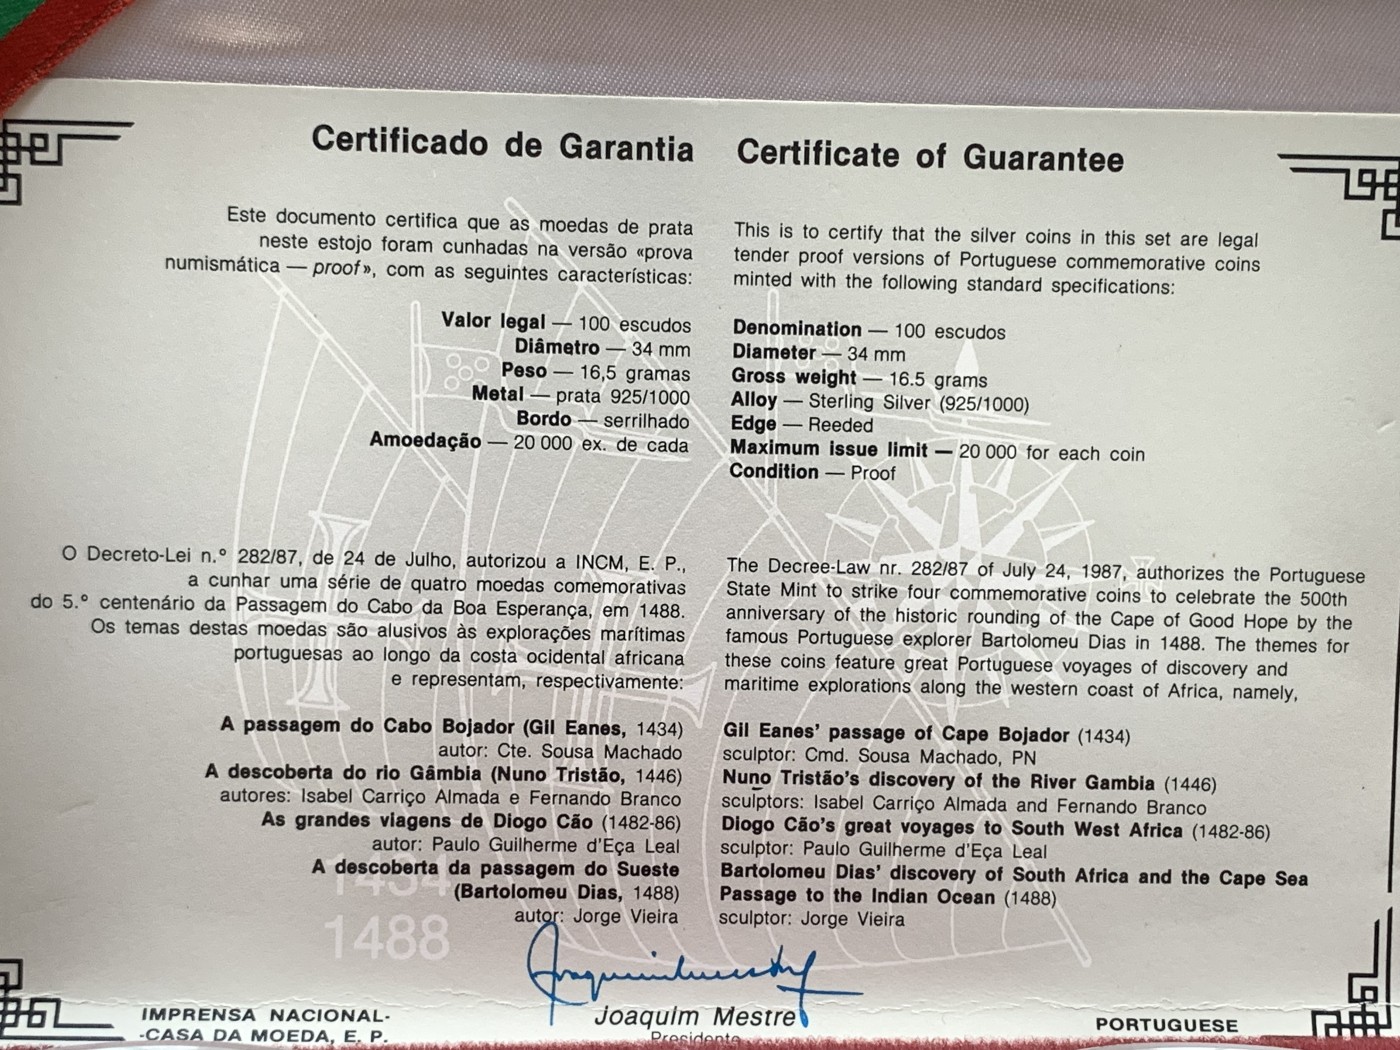 Certificado de Garantia
Este documento certifica que as moedas de prata
neste estojo foram cunhadas na versão «prova
numismática — proof», com as seguintes características:
Valor legal — 100 escudos
Diâmetro — 34 mm
Peso — 16,5 gramas
Metal — prata 925/1000
Bordo — serrilhado
Amoedação — 20 000 ex. de cada
O Decreto-Lei n.º 282/87, de 24 de Julho, autorizou a INCM, E. P.,
a cunhar uma série de quatro moedas comemorativas
do 5.º centenário da Passagem do Cabo da Boa Esperança, em 1488.
Os temas destas moedas são alusivos às explorações marítimas
portuguesas ao longo da costa ocidental africana
e representam, respectivamente:
A passagem do Cabo Bojador (Gil Eanes, 1434)
autor: Cte. Sousa Machado
A descoberta do rio Gâmbia (Nuno Tristão, 1446)
autores: Isabel Carriço Almada e Fernando Branco
As grandes viagens de Diogo Cão (1482-86)
autor: Paulo Guilherme d'Eça Leal
A descoberta da passagem do Sueste
(Bartolomeu Dias, 1488)
autor: Jorge Vieira
Certificate of Guarantee
This is to certify that the silver coins in this set are legal
tender proof versions of Portuguese commemorative coins
minted with the following standard specifications:
Denomination — 100 escudos
Diameter — 34 mm
Gross weight — 16.5 grams
Alloy — Sterling Silver (925/1000)
Edge — Reeded
Maximum issue limit — 20 000 for each coin
Condition — Proof
The Decree-Law nr. 282/87 of July 24, 1987, authorizes the Portuguese
State Mint to strike four commemorative coins to celebrate the 500th
anniversary of the historic rounding of the Cape of Good Hope by the
famous Portuguese explorer Bartolomeu Dias in 1488. The themes for
these coins feature great Portuguese voyages of discovery and
maritime explorations along the western coast of Africa, namely,
Gil Eanes' passage of Cape Bojador (1434)
sculptor: Cmd. Sousa Machado, PN
Nuno Tristão's discovery of the River Gambia (1446)
sculptors: Isabel Carriço Almada and Fernando Branco
Diogo Cão's great voyages to South West Africa (1482-86)
sculptor: Paulo Guilherme d'Eça Leal
Bartolomeu Dias' discovery of South Africa and the Cape Sea
Passage to the Indian Ocean (1488)
sculptor: Jorge Vieira
1434
1488
IMPRENSA NACIONAL-
-CASA DA MOEDA, E. P.
Joaquim Mestre
Presidente
PORTUGUESE